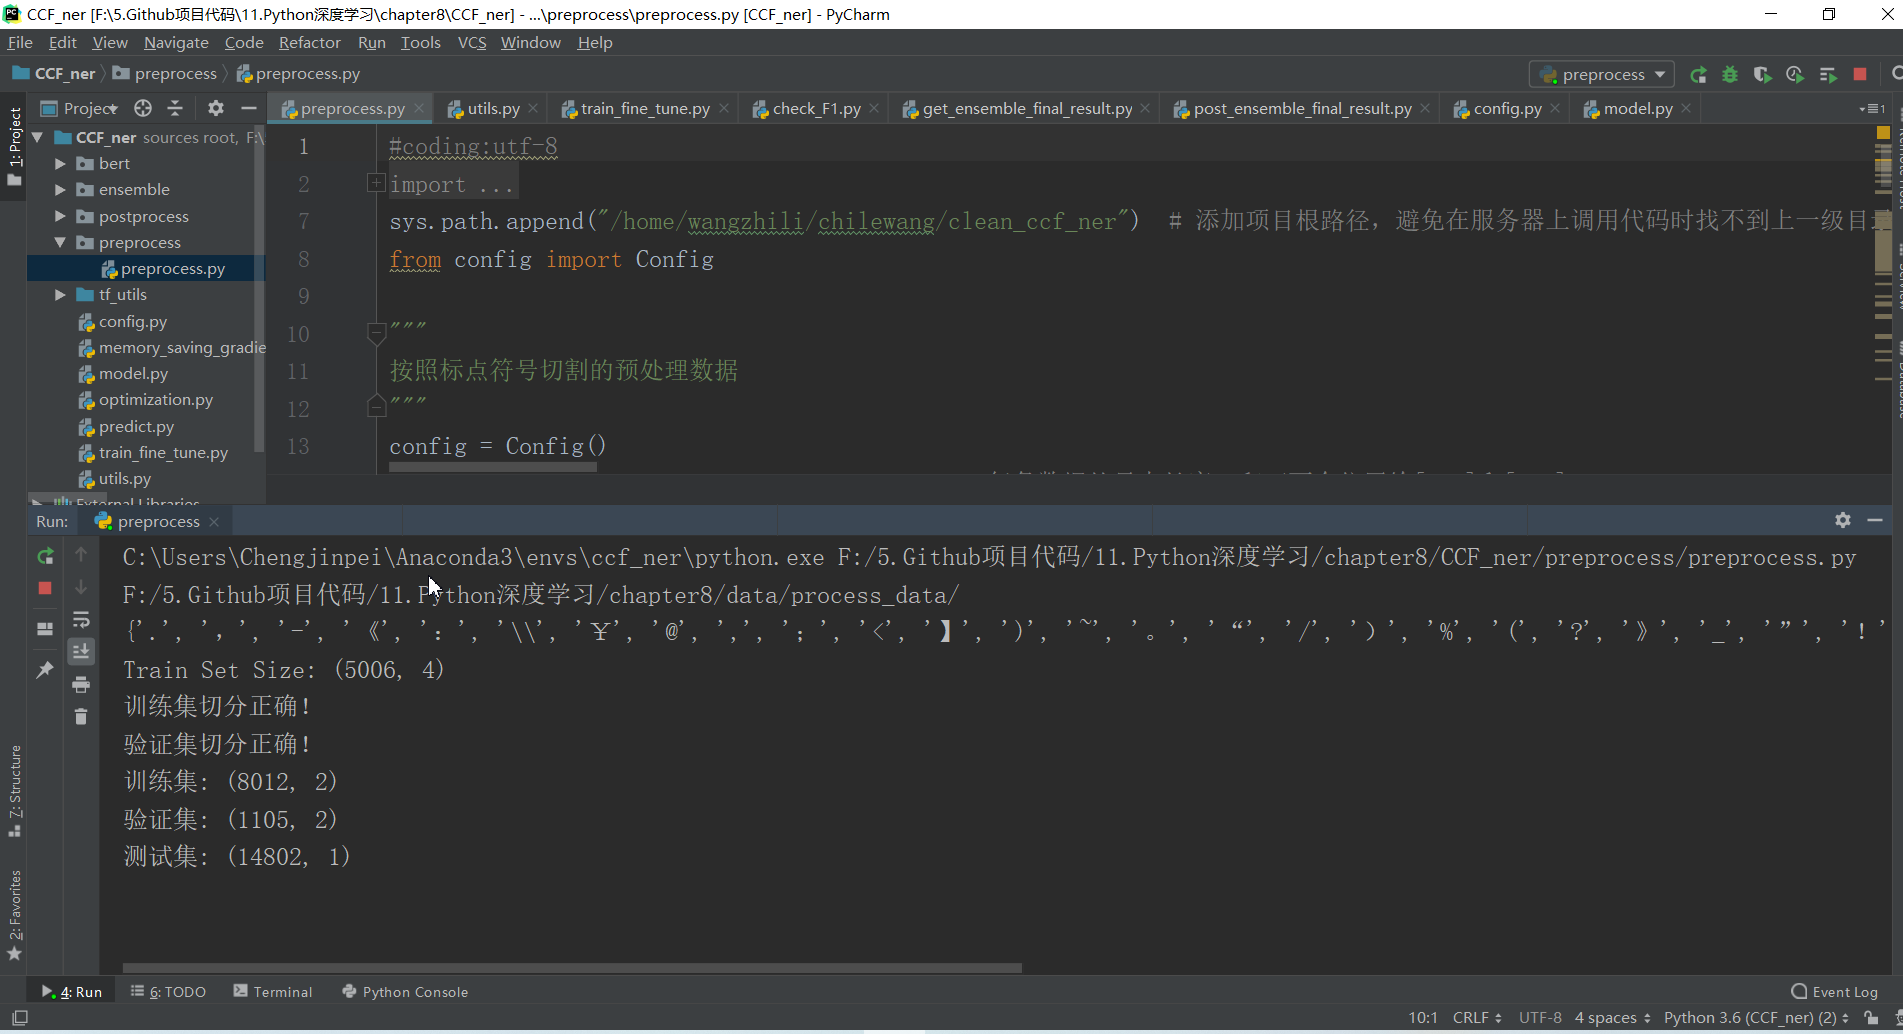 CCF_ner [F:\5.Github项目代码\11.Python深度学习\chapter8\CCF_ner] - ...\preprocess\preprocess.py [CCF_ner] - PyCharm
File Edit View Navigate Code Refactor Run Tools VCS Window Help
CCF_ner preprocess preprocess.py preprocess
Project preprocess.py utils.py train_fine_tune.py check_F1.py get_ensemble_final_result.py post_ensemble_final_result.py config.py model.py 1
1: Project
CCF_ner sources root, F:\
bert
ensemble
postprocess
preprocess
preprocess.py
tf_utils
config.py
memory_saving_gradie
model.py
optimization.py
predict.py
train_fine_tune.py
utils.py
External Libraries
1 #coding:utf-8
2 import ...
7 sys.path.append("/home/wangzhili/chilewang/clean_ccf_ner") # 添加项目根路径，避免在服务器上调用代码时找不到上一级目
8 from config import Config
9
10 """
11 按照标点符号切割的预处理数据
12 """
13 config = Config()
Run: preprocess
C:\Users\Chengjinpei\Anaconda3\envs\ccf_ner\python.exe F:/5.Github项目代码/11.Python深度学习/chapter8/CCF_ner/preprocess/preprocess.py
F:/5.Github项目代码/11.Python深度学习/chapter8/data/process_data/
{'.', '，', '-', '《', '：', '\\', '￥', '@', ',', '；', '<', '】', ')', '~', '。', '“', '/', '）', '%', '(', '?', '》', '_', '”', '！'
Train Set Size: (5006, 4)
训练集切分正确！
验证集切分正确！
训练集: (8012, 2)
验证集: (1105, 2)
测试集: (14802, 1)
7: Structure
2: Favorites
4: Run 6: TODO Terminal Python Console Event Log
10:1 CRLF UTF-8 4 spaces Python 3.6 (CCF_ner) (2)